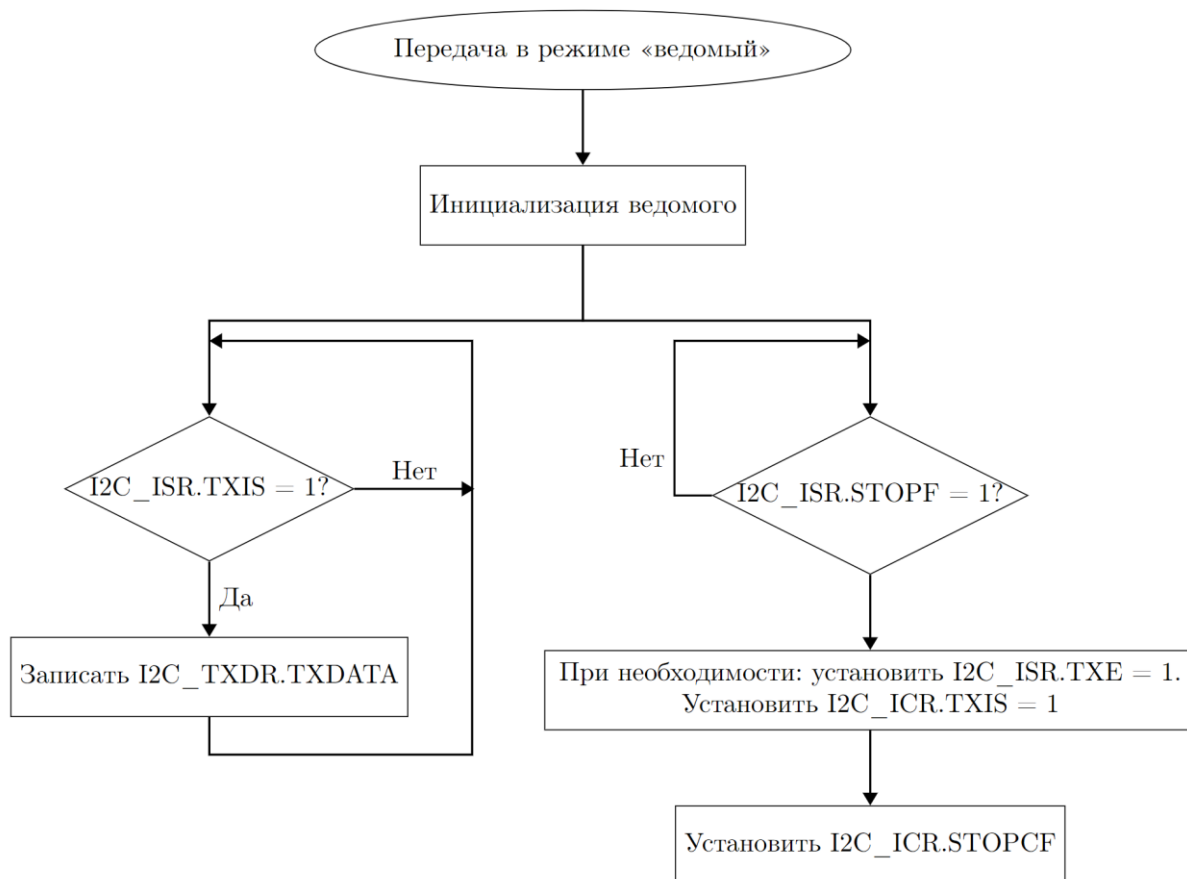 Передача в режиме «ведомый»
Инициализация ведомого
I2C_ISR.TXIS = 1?
Нет
Да
Записать I2C_TXDR.TXDATA
Нет
I2C_ISR.STOPF = 1?
При необходимости: установить I2C_ISR.TXE = 1.
Установить I2C_ICR.TXIS = 1
Установить I2C_ICR.STOPCF